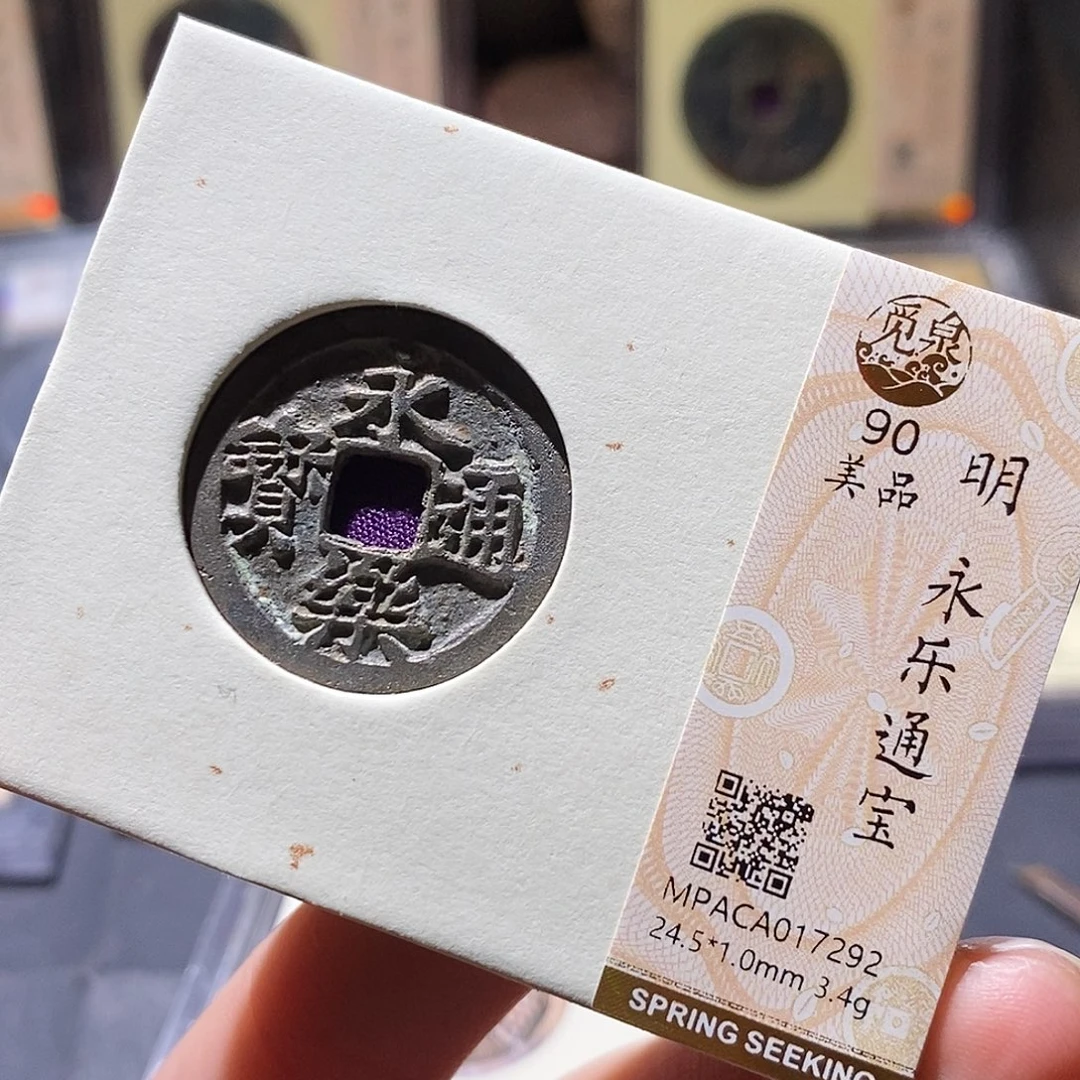 永樂通寳
觅泉
90
美品
明
永乐通宝
MPACA017292
24.5*1.0mm 3.4g
SPRING SEEKING